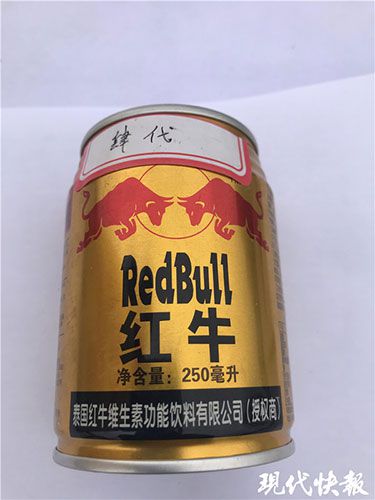 代
RedBull
红牛
净含量：250毫升
泰国红牛维生素功能饮料有限公司（授权商）
现代快报